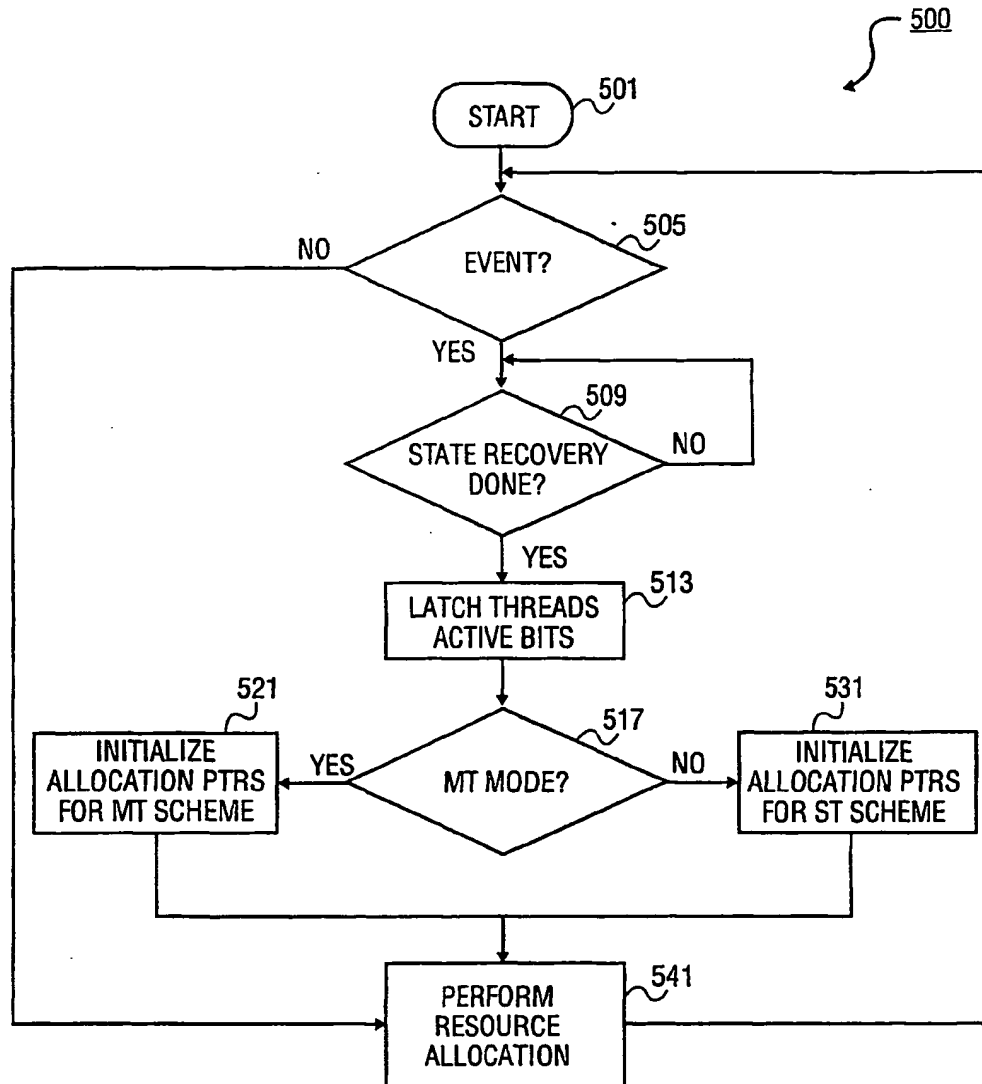 500
START
501
NO
EVENT?
505
YES
509
STATE RECOVERY
DONE?
NO
YES
LATCH THREADS
ACTIVE BITS
513
521
INITIALIZE
ALLOCATION PTRS
FOR MT SCHEME
YES
MT MODE?
517
NO
531
INITIALIZE
ALLOCATION PTRS
FOR ST SCHEME
PERFORM
RESOURCE
ALLOCATION
541